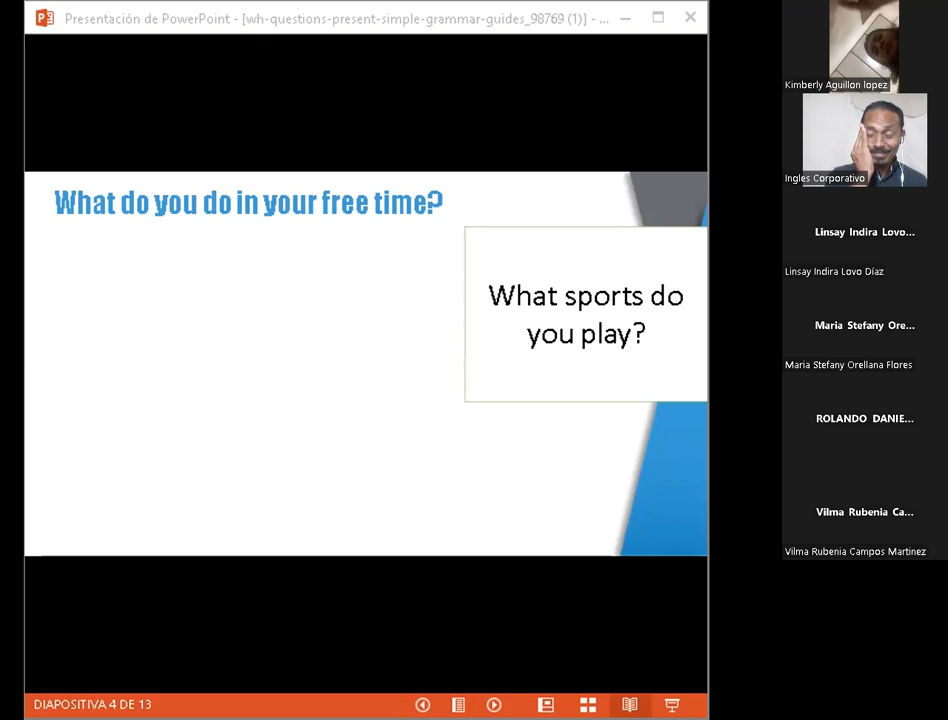 Presentación de PowerPoint - [wh-questions-present-simple-grammar-guides_98769 (1)] - ...
What do you do in your free time?
What sports do
you play?
DIAPOSITIVA 4 DE 13
Kimberly Aguillon lopez
Ingles Corporativo
Linsay Indira Lovo...
Linsay Indira Lovo Díaz
Maria Stefany Ore...
Maria Stefany Orellana Flores
ROLANDO DANIE...
Vilma Rubenia Ca...
Vilma Rubenia Campos Martinez